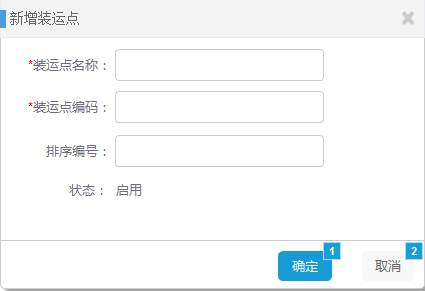 新增装运点
*装运点名称：
*装运点编码：
排序编号：
状态： 启用
确定 1 取消 2